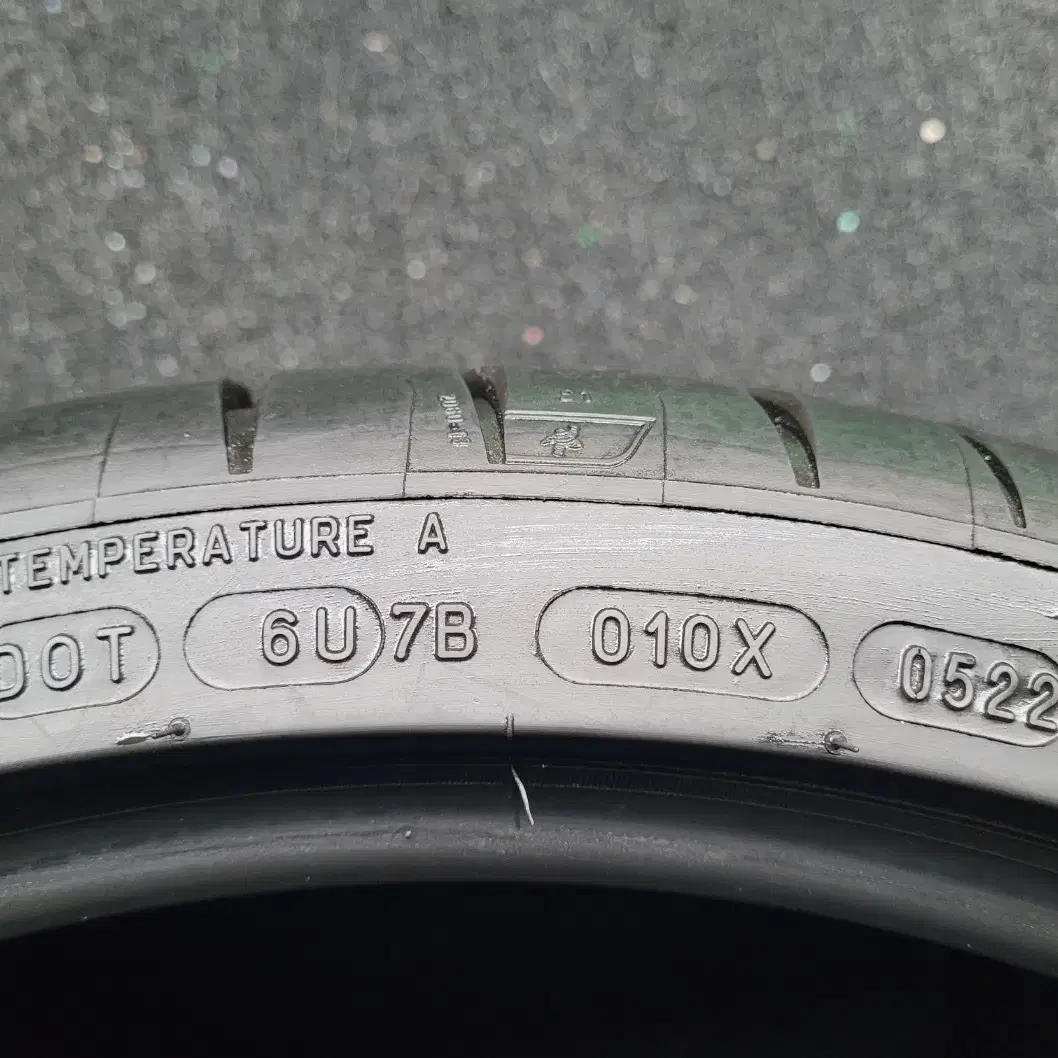 TEMPERATURE A
DOT 6U7B 010X 0522